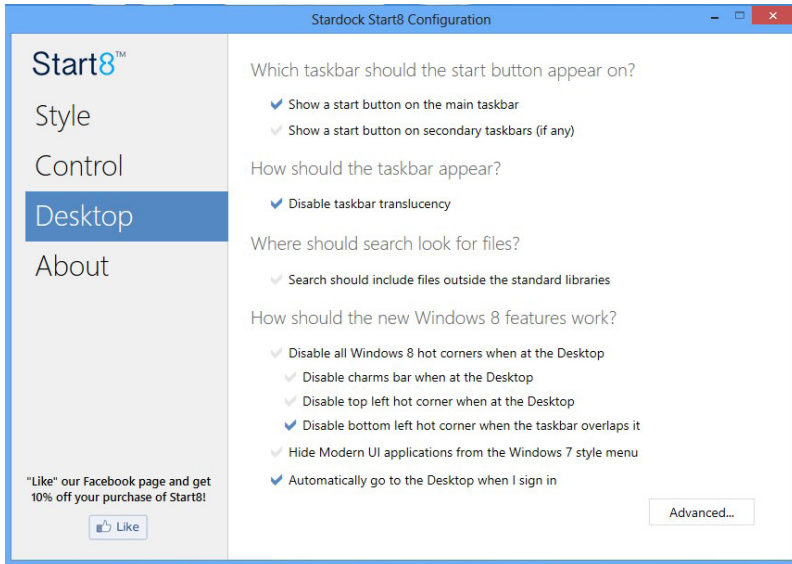 Stardock Start8 Configuration
Start8™
Style
Control
Desktop
About
"Like" our Facebook page and get
10% off your purchase of Start8!
Like
Which taskbar should the start button appear on?
Show a start button on the main taskbar
Show a start button on secondary taskbars (if any)
How should the taskbar appear?
Disable taskbar translucency
Where should search look for files?
Search should include files outside the standard libraries
How should the new Windows 8 features work?
Disable all Windows 8 hot corners when at the Desktop
Disable charms bar when at the Desktop
Disable top left hot corner when at the Desktop
Disable bottom left hot corner when the taskbar overlaps it
Hide Modern UI applications from the Windows 7 style menu
Automatically go to the Desktop when I sign in
Advanced...